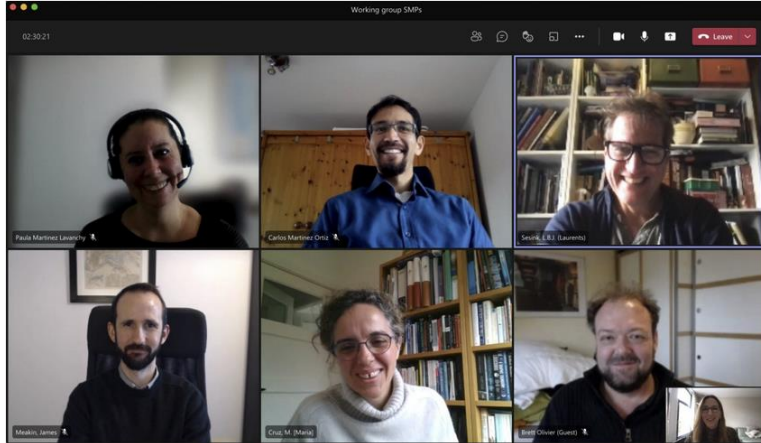 Working group SMPs
02:30:21
Leave
Paula Martinez Lavanchy
Carlos Martinez Ortiz
Sesink, L.B.J. (Laurents)
Meakin, James
Cruz, M. (Maria)
Brett Olivier (Guest)